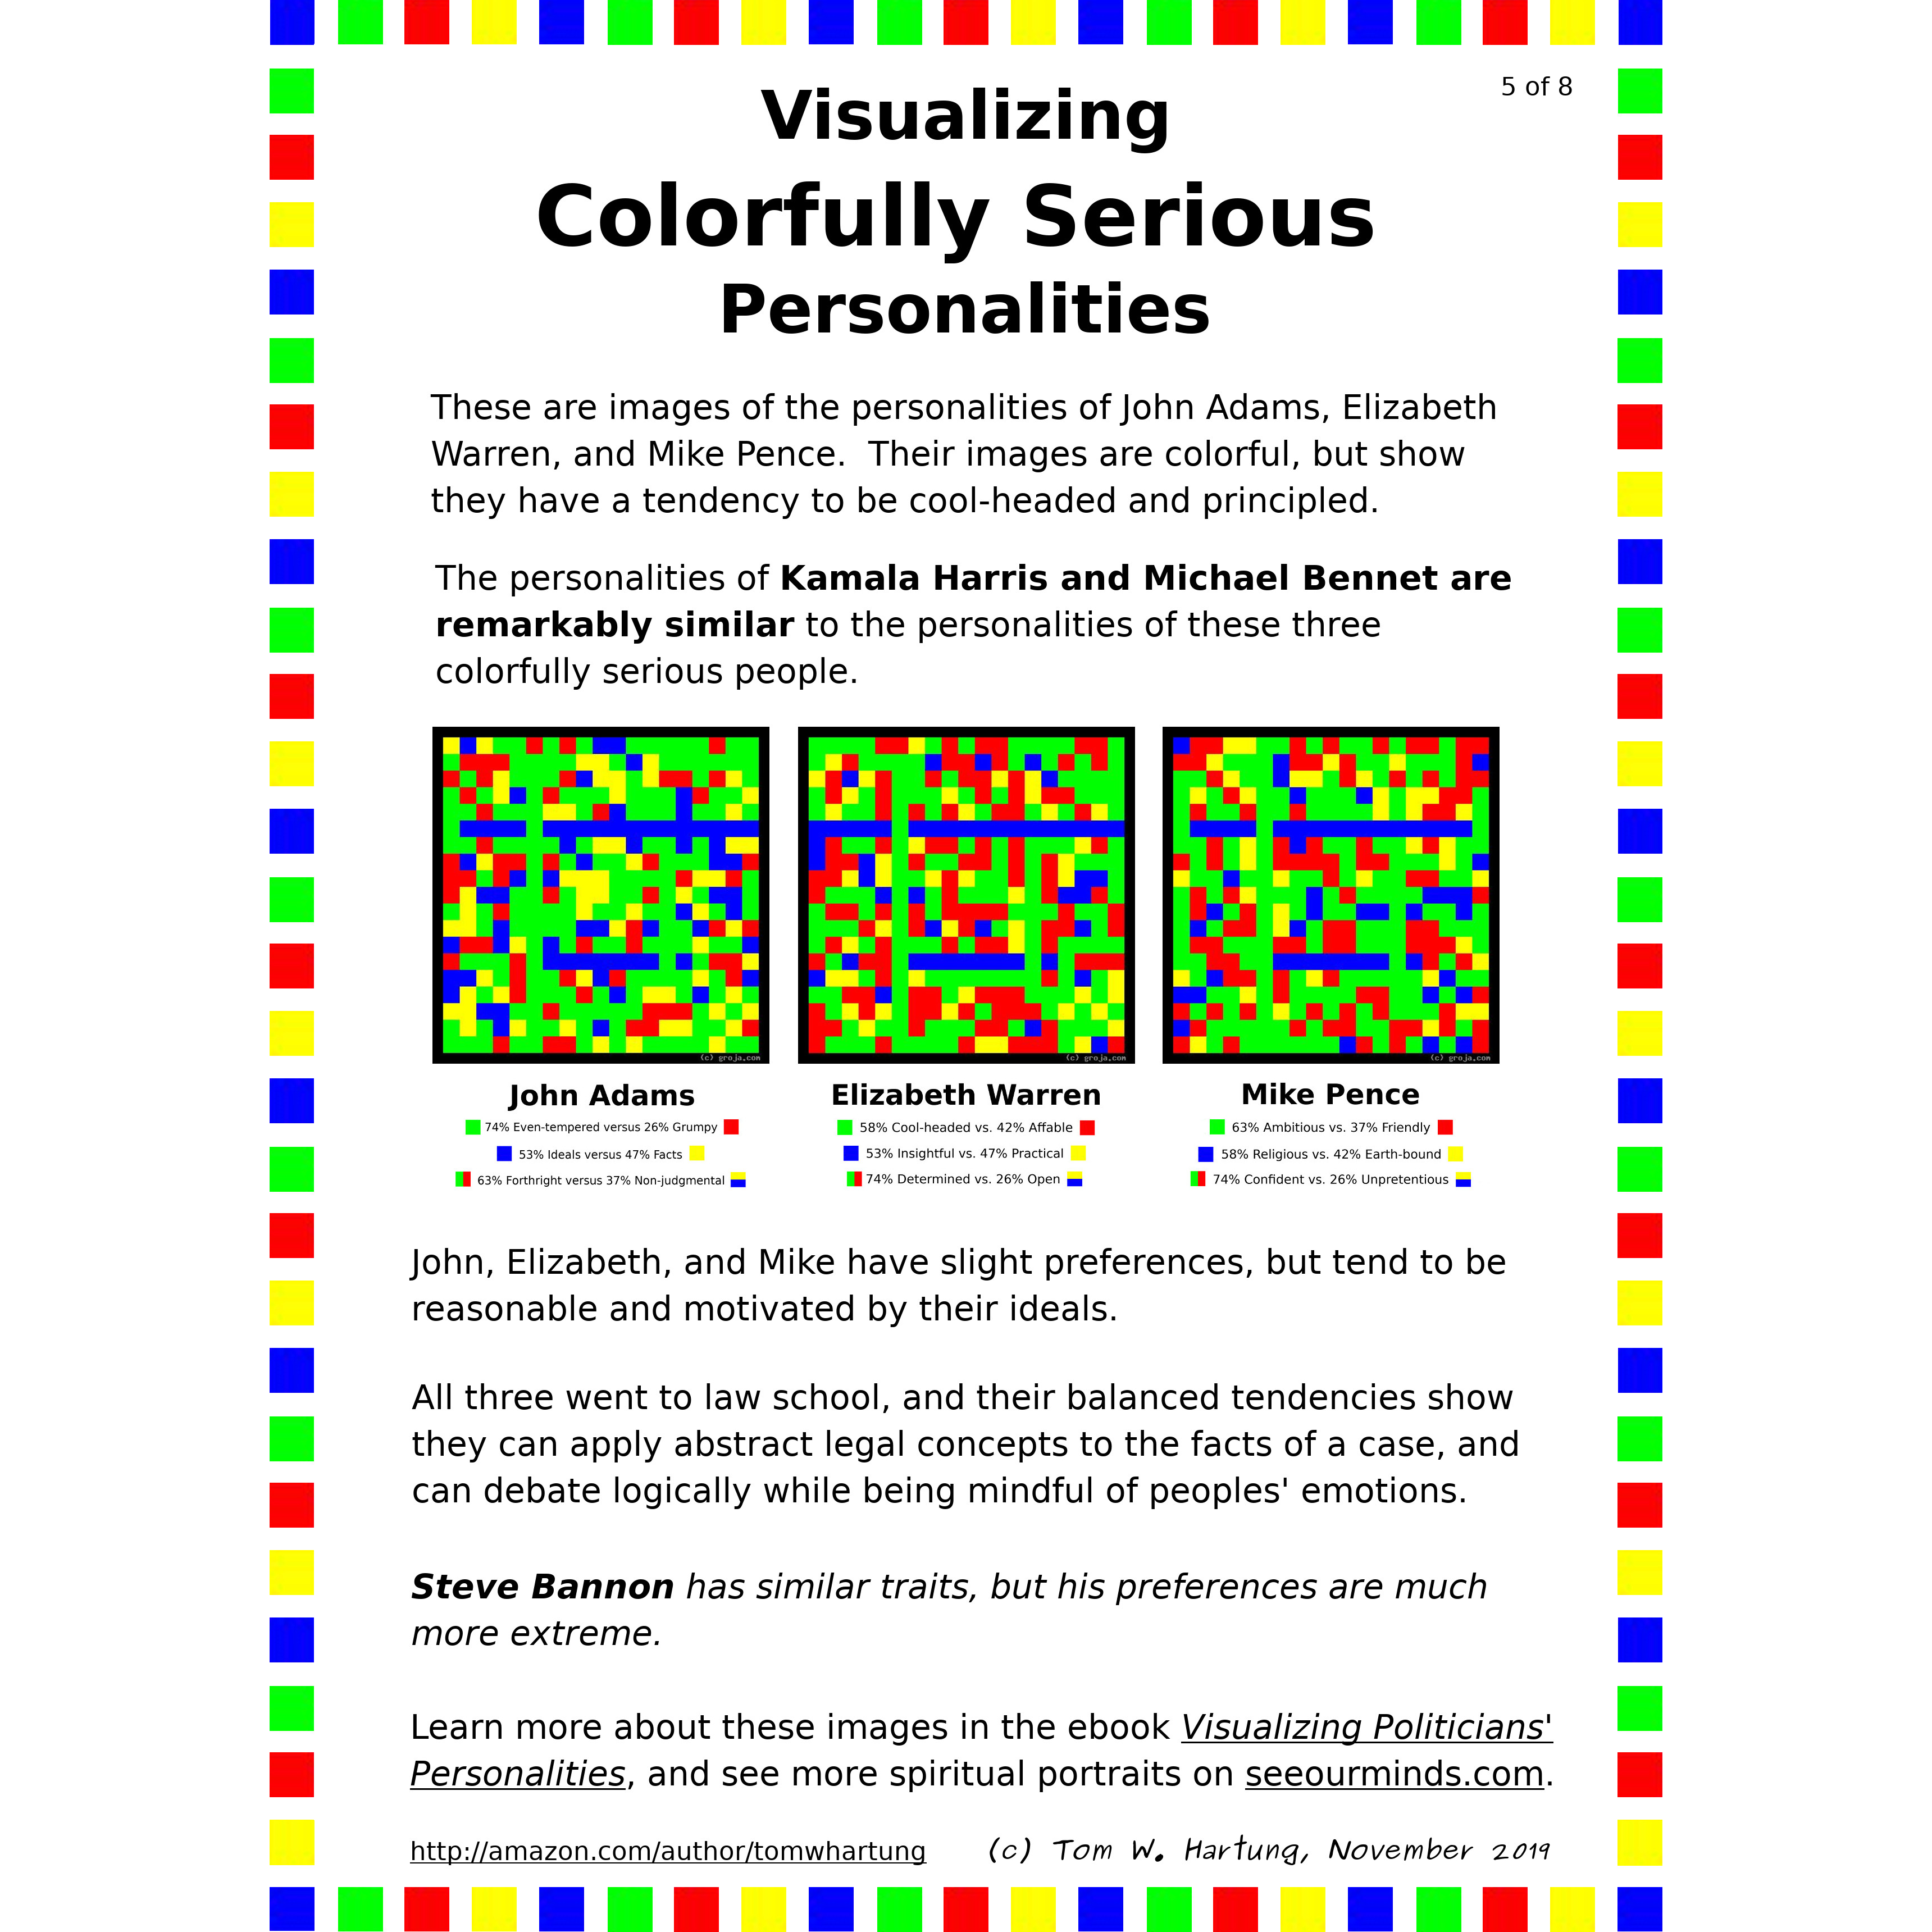 5 of 8
Visualizing
Colorfully Serious
Personalities
These are images of the personalities of John Adams, Elizabeth
Warren, and Mike Pence.  Their images are colorful, but show
they have a tendency to be cool-headed and principled.
The personalities of Kamala Harris and Michael Bennet are
remarkably similar to the personalities of these three
colorfully serious people.
(c) groja.com
(c) groja.com
(c) groja.com
John Adams
74% Even-tempered versus 26% Grumpy
53% Ideals versus 47% Facts
63% Forthright versus 37% Non-judgmental
Elizabeth Warren
58% Cool-headed vs. 42% Affable
53% Insightful vs. 47% Practical
74% Determined vs. 26% Open
Mike Pence
63% Ambitious vs. 37% Friendly
58% Religious vs. 42% Earth-bound
74% Confident vs. 26% Unpretentious
John, Elizabeth, and Mike have slight preferences, but tend to be
reasonable and motivated by their ideals.
All three went to law school, and their balanced tendencies show
they can apply abstract legal concepts to the facts of a case, and
can debate logically while being mindful of peoples' emotions.
Steve Bannon has similar traits, but his preferences are much
more extreme.
Learn more about these images in the ebook Visualizing Politicians'
Personalities, and see more spiritual portraits on seeourminds.com.
http://amazon.com/author/tomwhartung
(c) Tom W. Hartung, November 2019